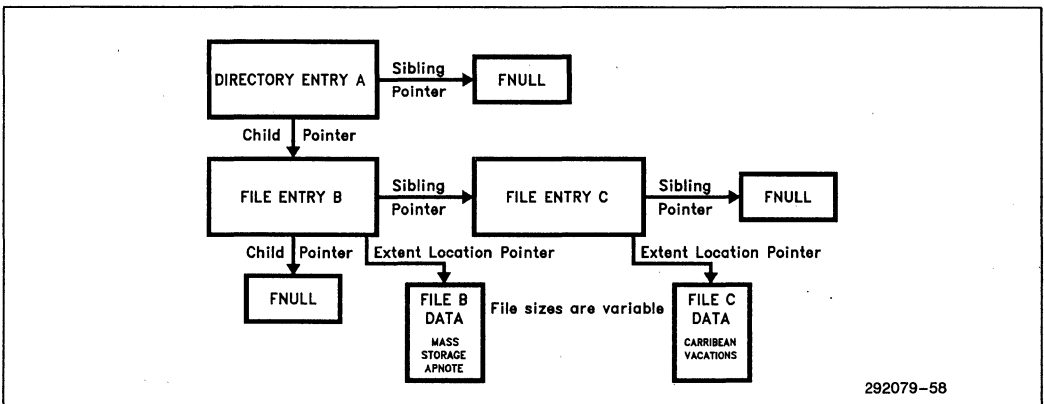 DIRECTORY ENTRY A
Sibling
Pointer
FNULL
Child Pointer
FILE ENTRY B
Sibling
Pointer
FILE ENTRY C
Sibling
Pointer
FNULL
Child Pointer
Extent Location Pointer
Extent Location Pointer
FNULL
FILE B
DATA
MASS
STORAGE
APNOTE
File sizes are variable
FILE C
DATA
CARRIBEAN
VACATIONS
292079-58